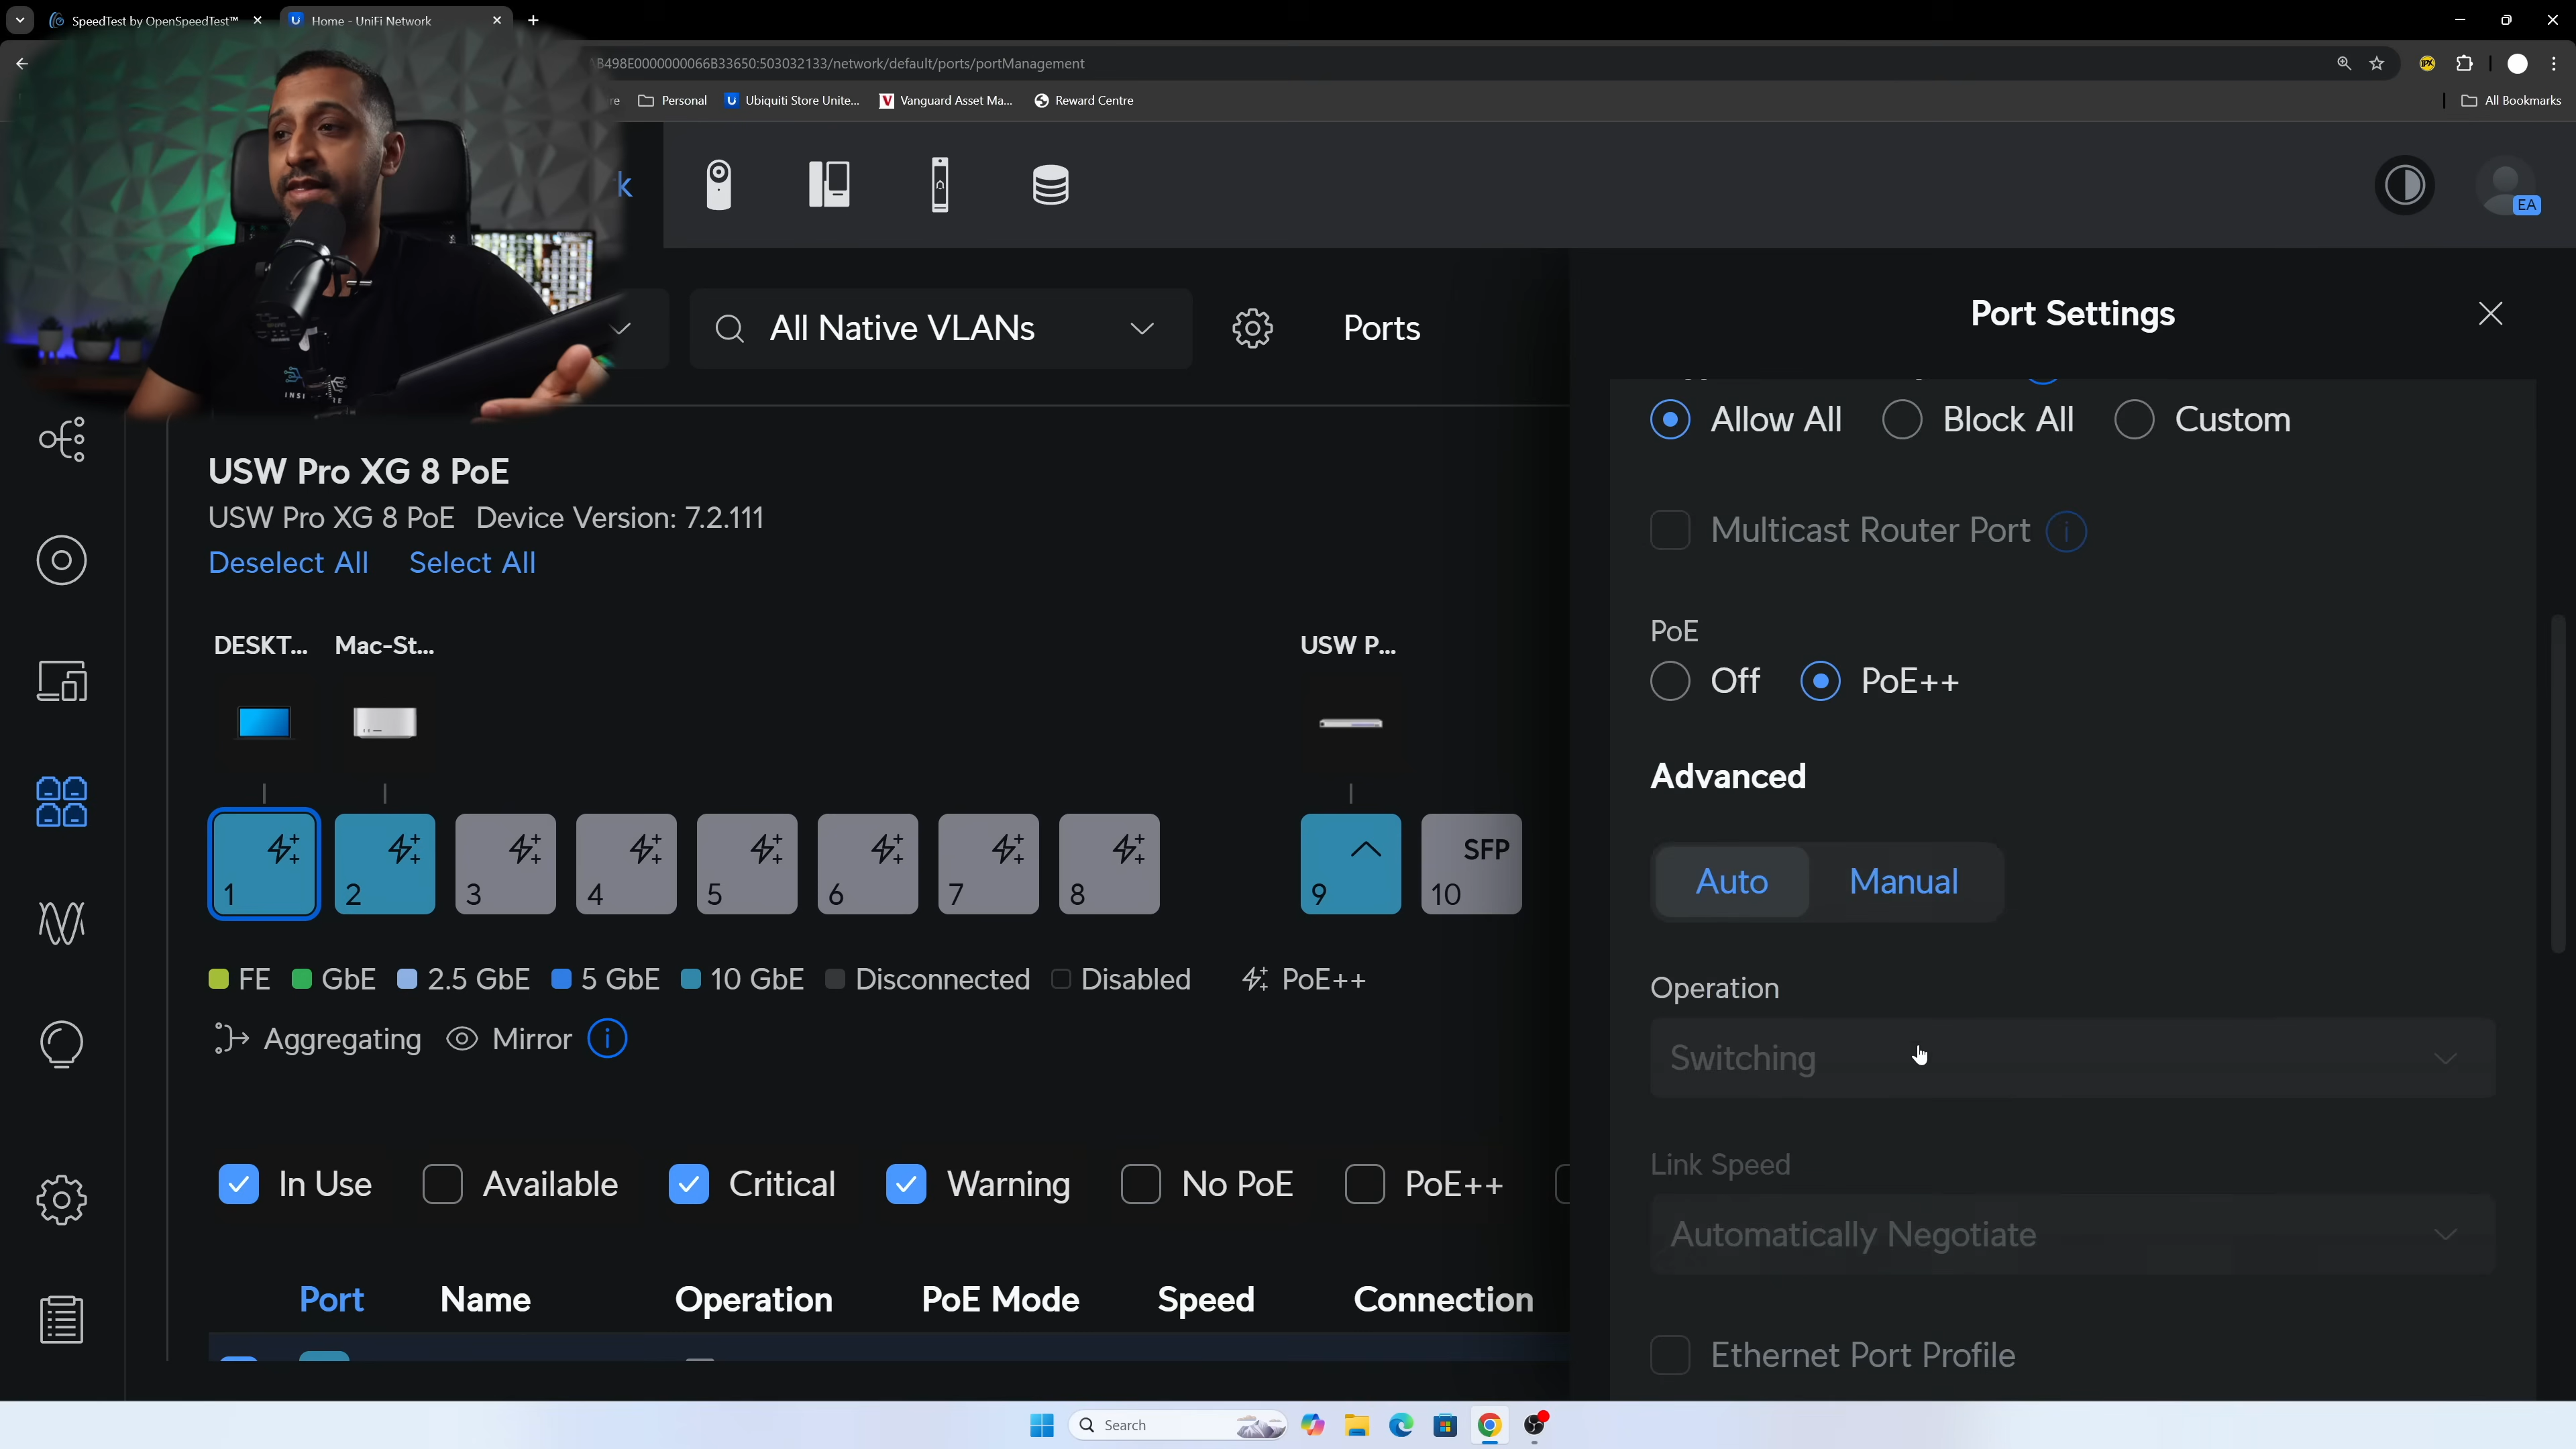 SpeedTest by OpenSpeedTest™
Home - UniFi Network
AB498E0000000066B33650:503032133/network/default/ports/portManagement
re
Personal
Ubiquiti Store Unite...
Vanguard Asset Ma...
Reward Centre
All Bookmarks
k
EA
All Native VLANs
Ports
Port Settings
Allow All
Block All
Custom
USW Pro XG 8 PoE
USW Pro XG 8 PoE Device Version: 7.2.111
Deselect All Select All
Multicast Router Port
PoE
Off
PoE++
DESKT...
Mac-St...
USW P...
Advanced
Auto
Manual
SFP
1
2
3
4
5
6
7
8
9
10
FE
GbE
2.5 GbE
5 GbE
10 GbE
Disconnected
Disabled
PoE++
Aggregating
Mirror
Operation
Switching
Link Speed
Automatically Negotiate
In Use
Available
Critical
Warning
No PoE
PoE++
Port
Name
Operation
PoE Mode
Speed
Connection
Ethernet Port Profile
Search